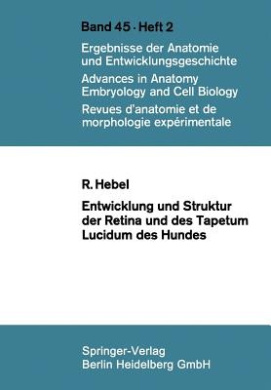 Band 45 · Heft 2
Ergebnisse der Anatomie
und Entwicklungsgeschichte
Advances in Anatomy
Embryology and Cell Biology
Revues d'anatomie et de
morphologie expérimentale
R. Hebel
Entwicklung und Struktur
der Retina und des Tapetum
Lucidum des Hundes
Springer-Verlag
Berlin Heidelberg GmbH